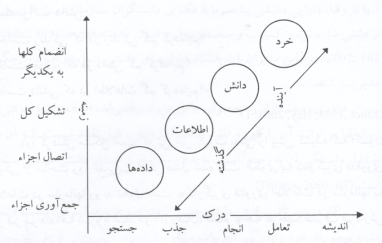 انضمام کلها
به یکدیگر
تشکیل کل
اتصال اجزاء
جمع‌آوری اجزاء
خرد
دانش
اطلاعات
داده‌ها
آینده
گذشته
جستجو
جذب
درک
انجام
تعامل
اندیشه